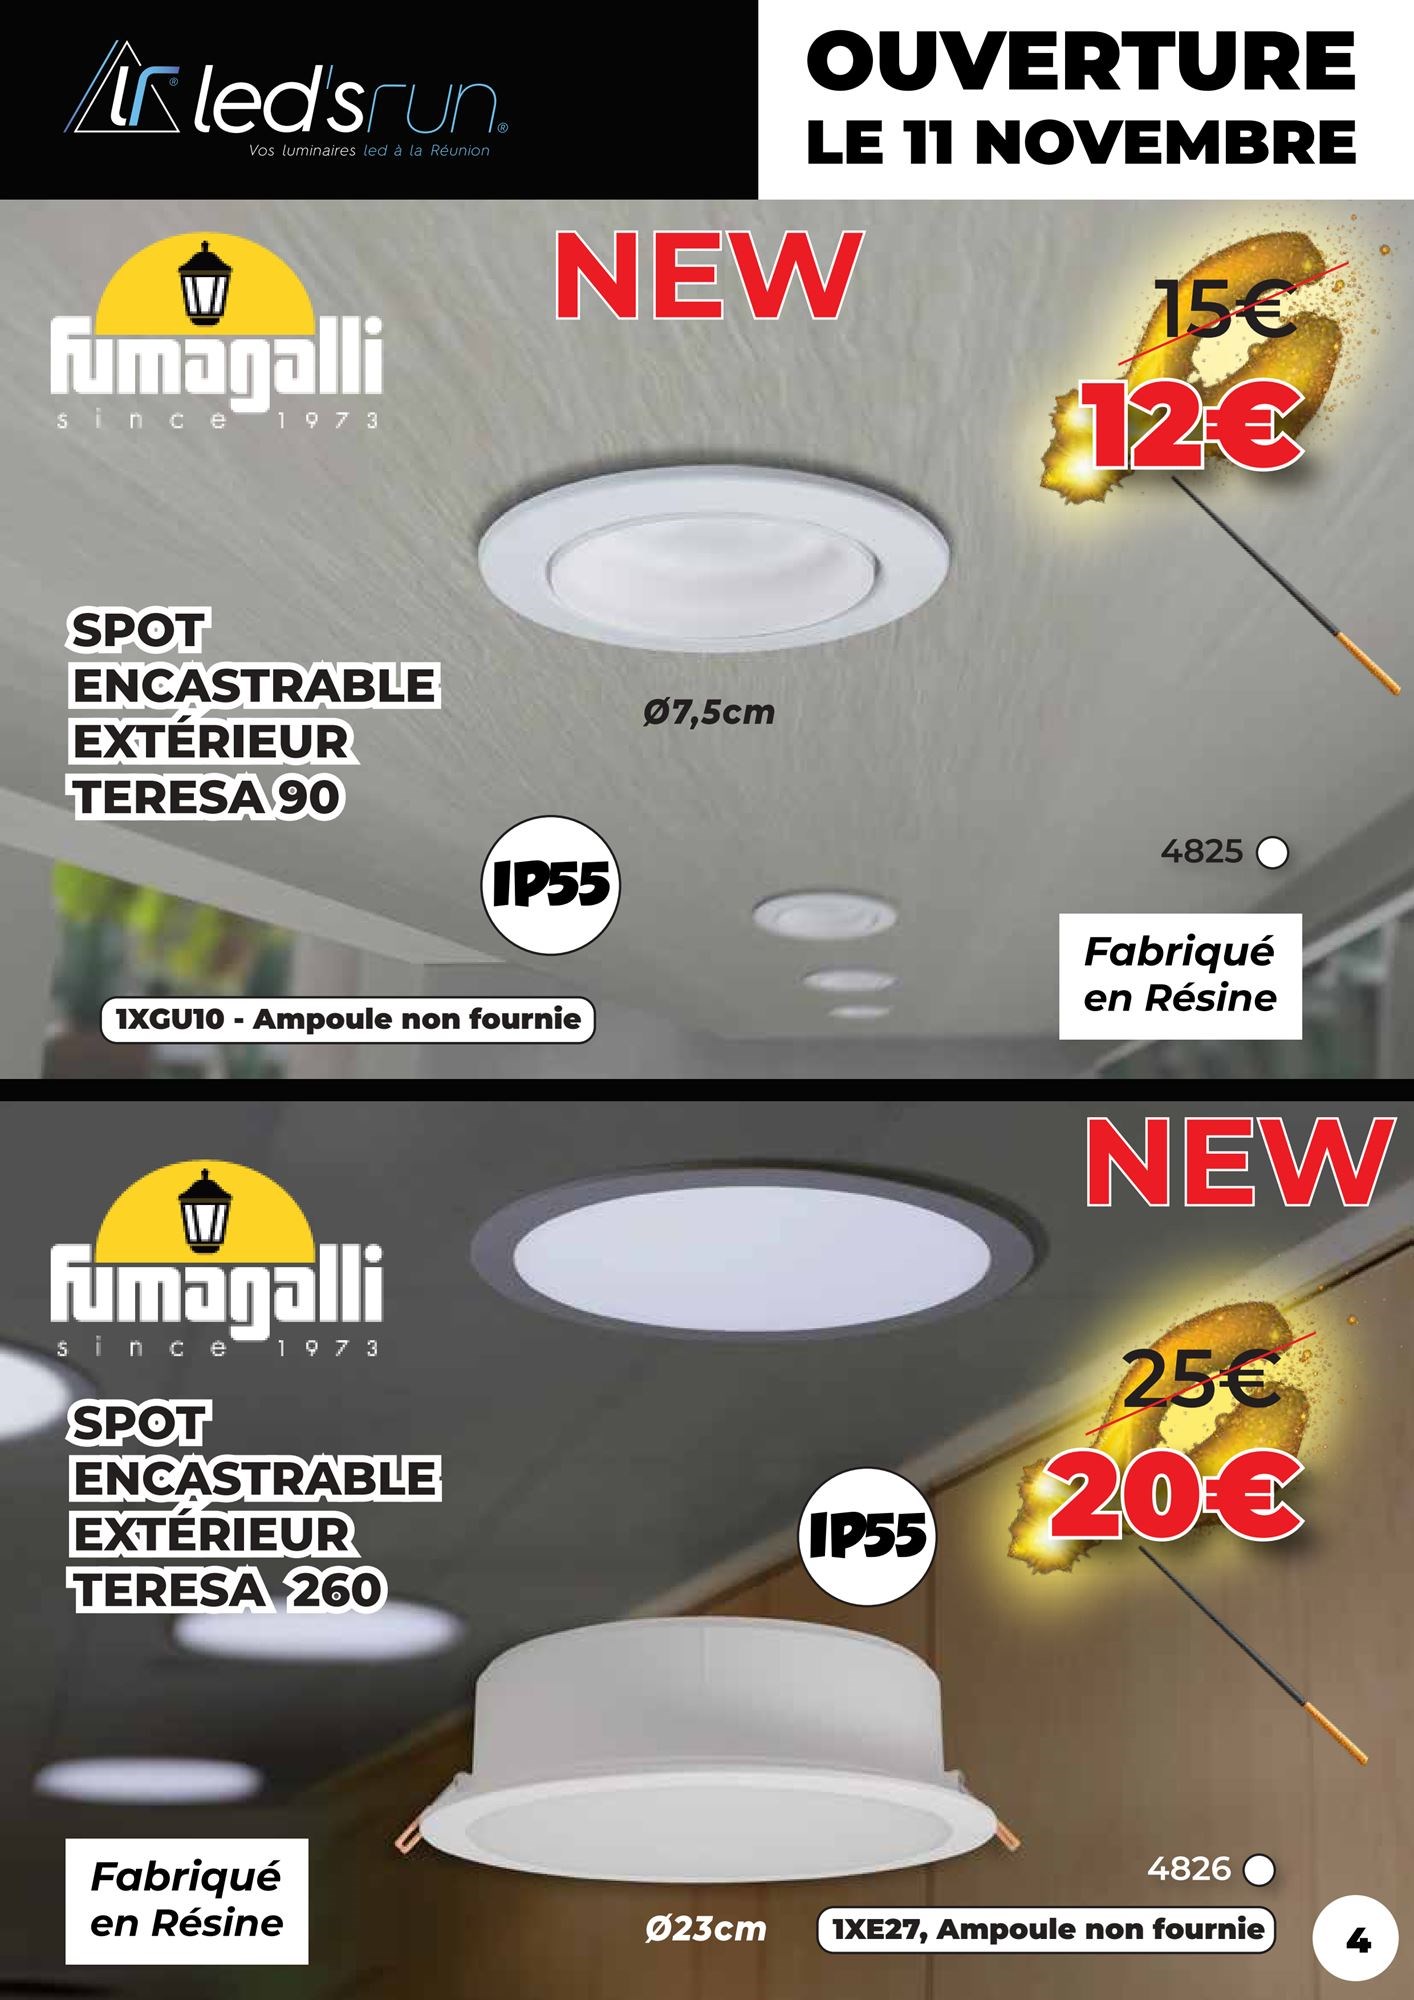 led'srun®
Vos luminaires led à la Réunion
OUVERTURE
LE 11 NOVEMBRE
fumagalli
since 1973
NEW
15€
12€
SPOT
ENCASTRABLE
EXTÉRIEUR
TERESA 90
Ø7,5cm
IP55
4825
Fabriqué
en Résine
1XGU10 - Ampoule non fournie
NEW
fumagalli
since 1973
25€
20€
SPOT
ENCASTRABLE
EXTÉRIEUR
TERESA 260
IP55
Fabriqué
en Résine
4826
Ø23cm
1XE27, Ampoule non fournie
4